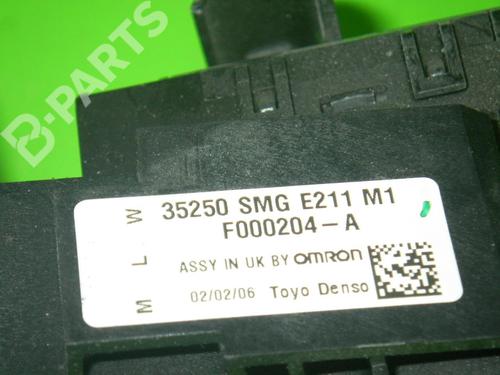 B-PARTS
W
L
M
35250 SMG E211 M1
F000204-A
ASSY IN UK BY OMRON
02/02/06 Toyo Denso